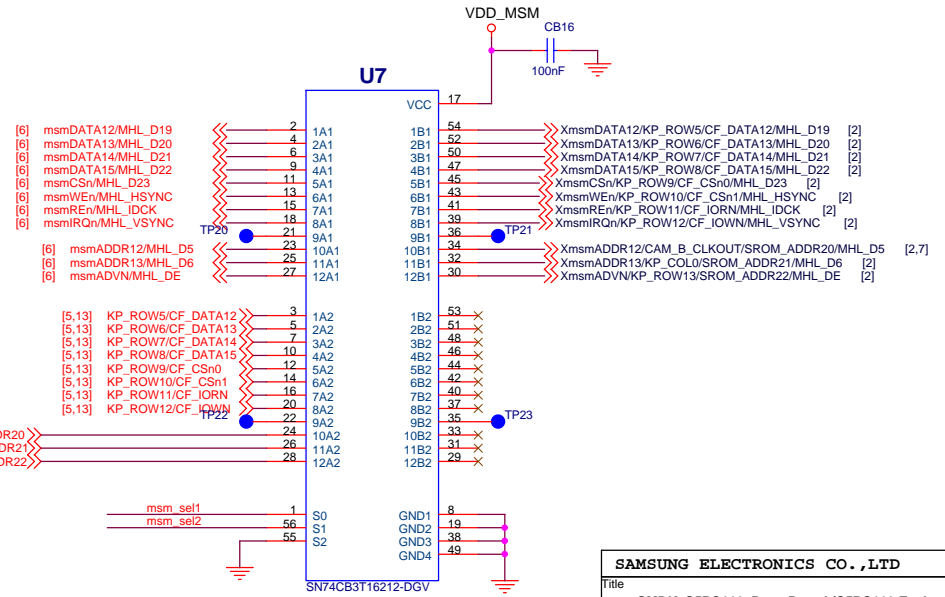 VDD_MSM
CB16
100nF
U7
VCC 17
[6] msmDATA12/MHL_D19 2 1A1 1B1 54 XmsmDATA12/KP_ROW5/CF_DATA12/MHL_D19 [2]
[6] msmDATA13/MHL_D20 4 2A1 2B1 52 XmsmDATA13/KP_ROW6/CF_DATA13/MHL_D20 [2]
[6] msmDATA14/MHL_D21 6 3A1 3B1 50 XmsmDATA14/KP_ROW7/CF_DATA14/MHL_D21 [2]
[6] msmDATA15/MHL_D22 9 4A1 4B1 47 XmsmDATA15/KP_ROW8/CF_DATA15/MHL_D22 [2]
[6] msmCSn/MHL_D23 11 5A1 5B1 45 XmsmCSn/KP_ROW9/CF_CSn0/MHL_D23 [2]
[6] msmWEn/MHL_HSYNC 13 6A1 6B1 43 XmsmWEn/KP_ROW10/CF_CSn1/MHL_HSYNC [2]
[6] msmREn/MHL_IDCK 15 7A1 7B1 41 XmsmREn/KP_ROW11/CF_IORN/MHL_IDCK [2]
[6] msmIRQn/MHL_VSYNC 18 8A1 8B1 39 XmsmIRQn/KP_ROW12/CF_IOWN/MHL_VSYNC [2]
TP20 21 9A1 9B1 36 TP21
[6] msmADDR12/MHL_D5 23 10A1 10B1 34 XmsmADDR12/CAM_B_CLKOUT/SROM_ADDR20/MHL_D5 [2,7]
[6] msmADDR13/MHL_D6 25 11A1 11B1 32 XmsmADDR13/KP_COL0/SROM_ADDR21/MHL_D6 [2]
[6] msmADVN/MHL_DE 27 12A1 12B1 30 XmsmADVN/KP_ROW13/SROM_ADDR22/MHL_DE [2]
[5,13] KP_ROW5/CF_DATA12 3 1A2 1B2 53
[5,13] KP_ROW6/CF_DATA13 5 2A2 2B2 51
[5,13] KP_ROW7/CF_DATA14 7 3A2 3B2 48
[5,13] KP_ROW8/CF_DATA15 10 4A2 4B2 46
[5,13] KP_ROW9/CF_CSn0 12 5A2 5B2 44
[5,13] KP_ROW10/CF_CSn1 14 6A2 6B2 42
[5,13] KP_ROW11/CF_IORN 16 7A2 7B2 40
[5,13] KP_ROW12/CF_IOWN 20 8A2 8B2 37
TP22 22 9A2 9B2 35 TP23
DR20 24 10A2 10B2 33
DR21 26 11A2 11B2 31
DR22 28 12A2 12B2 29
msm_sel1 1 S0 GND1 8
msm_sel2 56 S1 GND2 19
55 S2 GND3 38
GND4 49
SN74CB3T16212-DGV
SAMSUNG ELECTRONICS CO.,LTD
Title